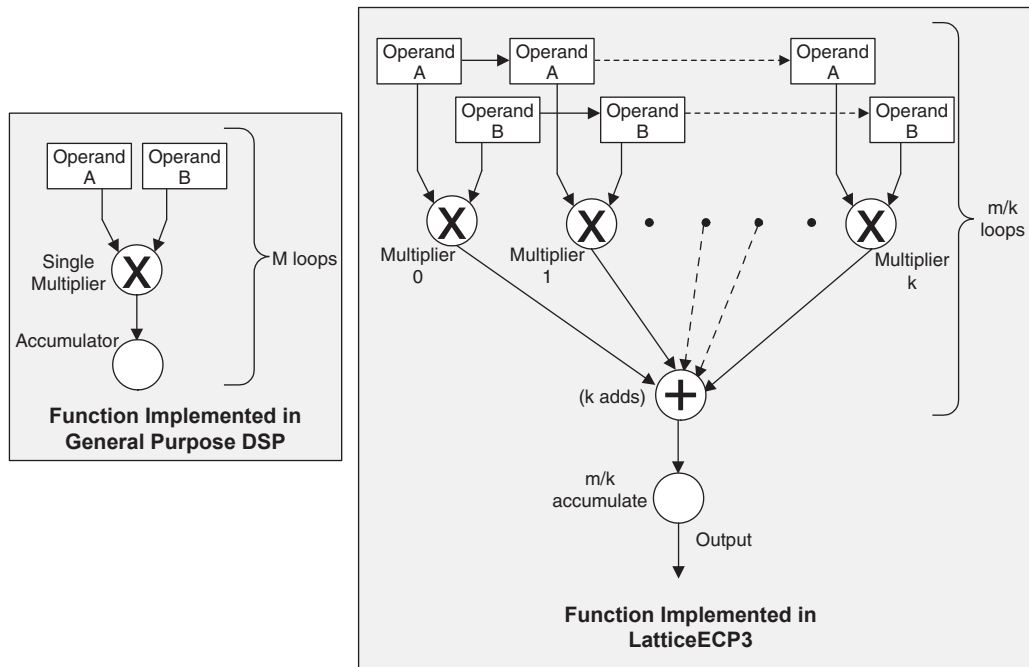 Operand
A
Operand
B
Single
Multiplier
X
Accumulator
M loops
Function Implemented in
General Purpose DSP
Operand
A
Operand
A
Operand
A
Operand
B
Operand
B
Operand
B
X
X
X
Multiplier
0
Multiplier
1
Multiplier
k
m/k
loops
(k adds)
+
m/k
accumulate
Output
Function Implemented in
LatticeECP3